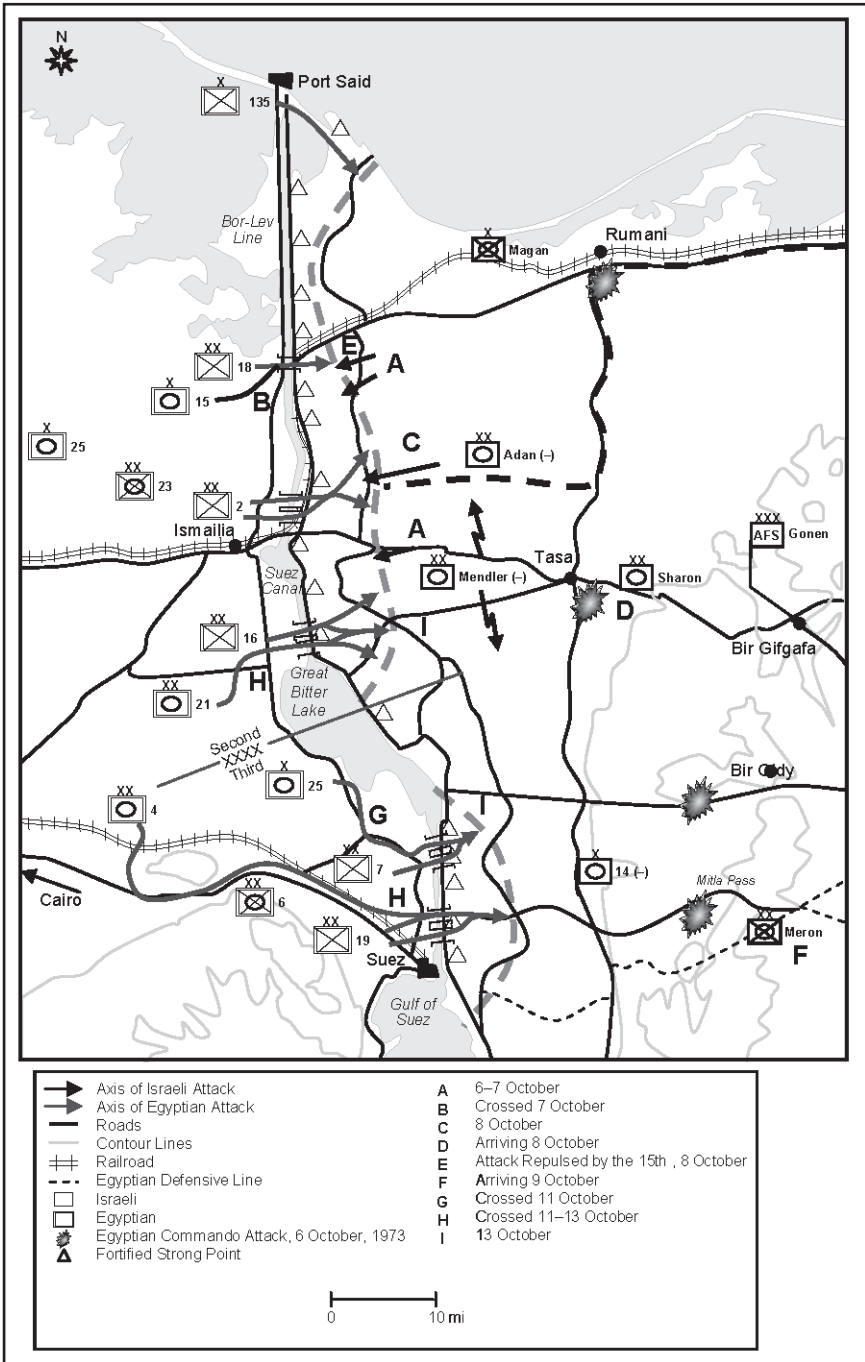 N
X
135
Port Said
Bor-Lev
Line
X
Magan
Rumani
XX
18
E
A
X
15
B
X
25
C
XX
Adan (–)
XX
23
XX
2
Ismailia
A
XXX
AFS
Gonen
Tasa
Suez
Canal
XX
Mendler (–)
XX
Sharon
D
XX
16
I
Bir Gifgafa
H
XX
21
Great
Bitter
Lake
Second
XXXX
Third
X
25
Bir Gidy
XX
4
G
I
XX
7
X
14 (–)
Mitla Pass
Cairo
XX
6
H
XX
19
XX
Meron
F
Suez
Gulf of
Suez
Axis of Israeli Attack
Axis of Egyptian Attack
Roads
Contour Lines
Railroad
Egyptian Defensive Line
Israeli
Egyptian
Egyptian Commando Attack, 6 October, 1973
Fortified Strong Point
A 6–7 October
B Crossed 7 October
C 8 October
D Arriving 8 October
E Attack Repulsed by the 15th , 8 October
F Arriving 9 October
G Crossed 11 October
H Crossed 11–13 October
I 13 October
0 10 mi